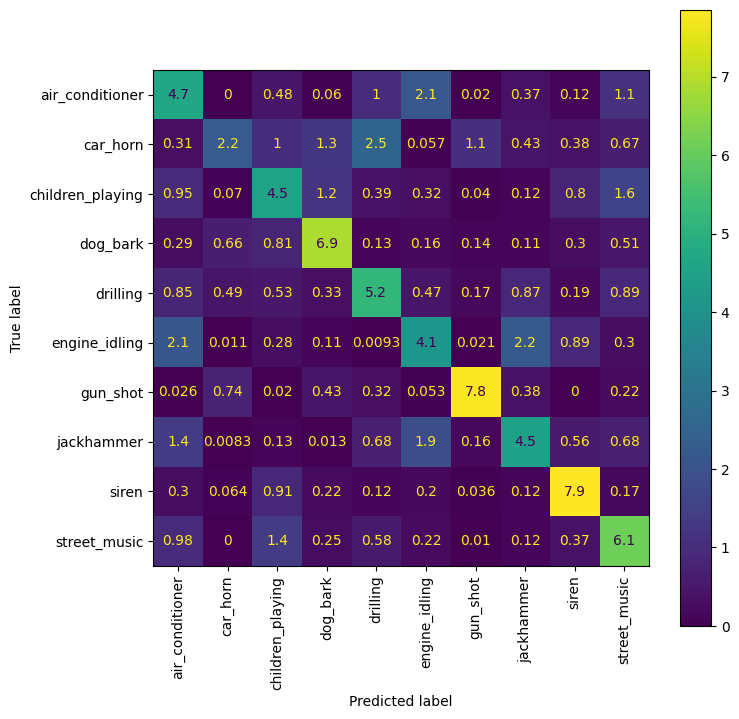 air_conditioner 4.7 0 0.48 0.06 1 2.1 0.02 0.37 0.12 1.1
car_horn 0.31 2.2 1 1.3 2.5 0.057 1.1 0.43 0.38 0.67
children_playing 0.95 0.07 4.5 1.2 0.39 0.32 0.04 0.12 0.8 1.6
dog_bark 0.29 0.66 0.81 6.9 0.13 0.16 0.14 0.11 0.3 0.51
drilling 0.85 0.49 0.53 0.33 5.2 0.47 0.17 0.87 0.19 0.89
engine_idling 2.1 0.011 0.28 0.11 0.0093 4.1 0.021 2.2 0.89 0.3
gun_shot 0.026 0.74 0.02 0.43 0.32 0.053 7.8 0.38 0 0.22
jackhammer 1.4 0.0083 0.13 0.013 0.68 1.9 0.16 4.5 0.56 0.68
siren 0.3 0.064 0.91 0.22 0.12 0.2 0.036 0.12 7.9 0.17
street_music 0.98 0 1.4 0.25 0.58 0.22 0.01 0.12 0.37 6.1
True label
air_conditioner
car_horn
children_playing
dog_bark
drilling
engine_idling
gun_shot
jackhammer
siren
street_music
Predicted label
7
6
5
4
3
2
1
0